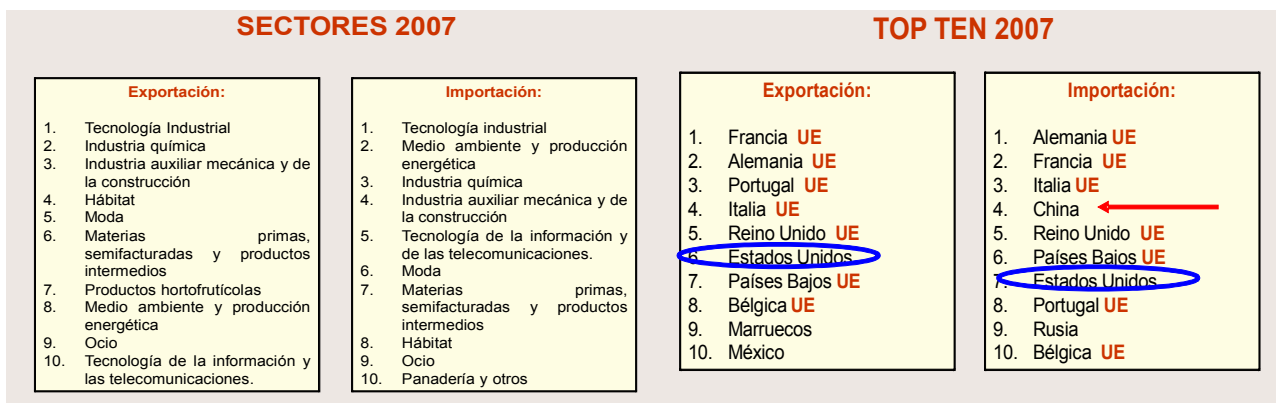 SECTORES 2007
Exportación:
1. Tecnología Industrial
2. Industria química
3. Industria auxiliar mecánica y de
la construcción
4. Hábitat
5. Moda
6. Materias primas,
semifacturadas y productos
intermedios
7. Productos hortofrutícolas
8. Medio ambiente y producción
energética
9. Ocio
10. Tecnología de la información y
las telecomunicaciones.
Importación:
1. Tecnología industrial
2. Medio ambiente y producción
energética
3. Industria química
4. Industria auxiliar mecánica y de
la construcción
5. Tecnología de la información y
de las telecomunicaciones.
6. Moda
7. Materias primas,
semifacturadas y productos
intermedios
8. Hábitat
9. Ocio
10. Panadería y otros
TOP TEN 2007
Exportación:
1. Francia UE
2. Alemania UE
3. Portugal UE
4. Italia UE
5. Reino Unido UE
6. Estados Unidos
7. Países Bajos UE
8. Bélgica UE
9. Marruecos
10. México
Importación:
1. Alemania UE
2. Francia UE
3. Italia UE
4. China
5. Reino Unido UE
6. Países Bajos UE
7. Estados Unidos
8. Portugal UE
9. Rusia
10. Bélgica UE